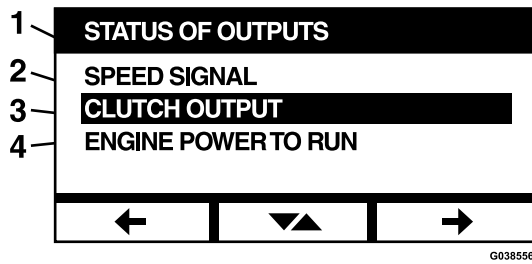 1
STATUS OF OUTPUTS
2
SPEED SIGNAL
3
CLUTCH OUTPUT
4
ENGINE POWER TO RUN
G038556